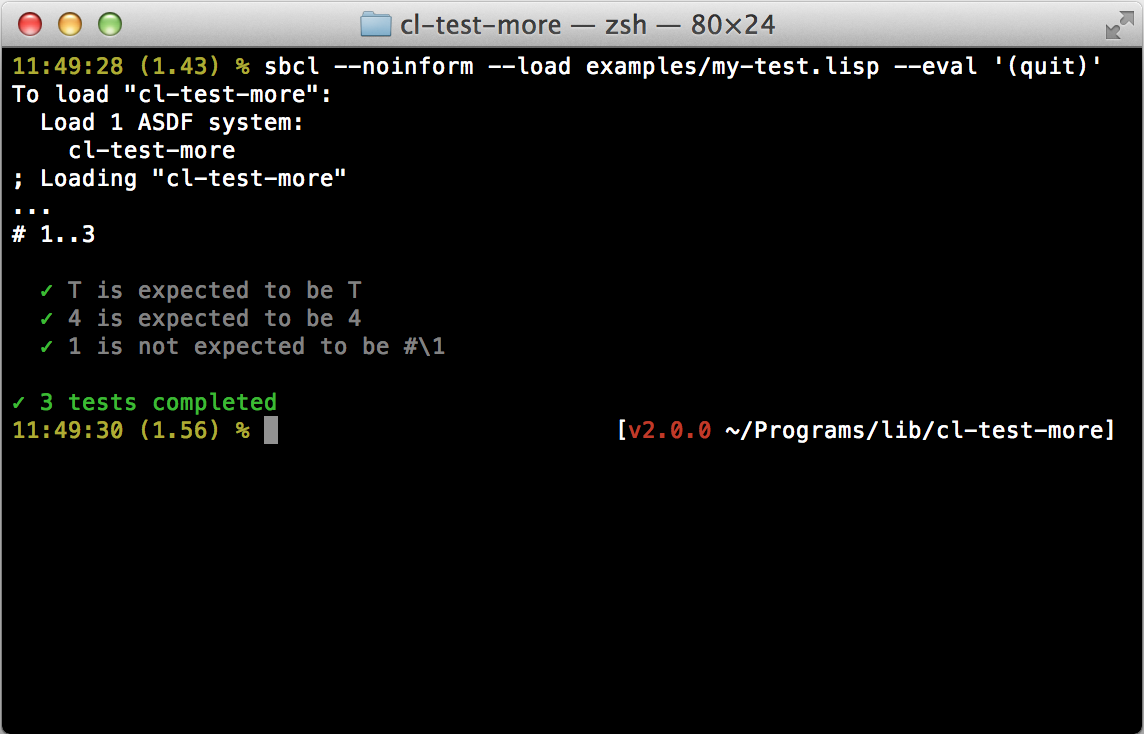 cl-test-more — zsh — 80×24
11:49:28 (1.43) % sbcl --noinform --load examples/my-test.lisp --eval '(quit)'
To load "cl-test-more":
  Load 1 ASDF system:
    cl-test-more
; Loading "cl-test-more"
...
# 1..3
  ✓ T is expected to be T
  ✓ 4 is expected to be 4
  ✓ 1 is not expected to be #\1
✓ 3 tests completed
11:49:30 (1.56) % [v2.0.0 ~/Programs/lib/cl-test-more]